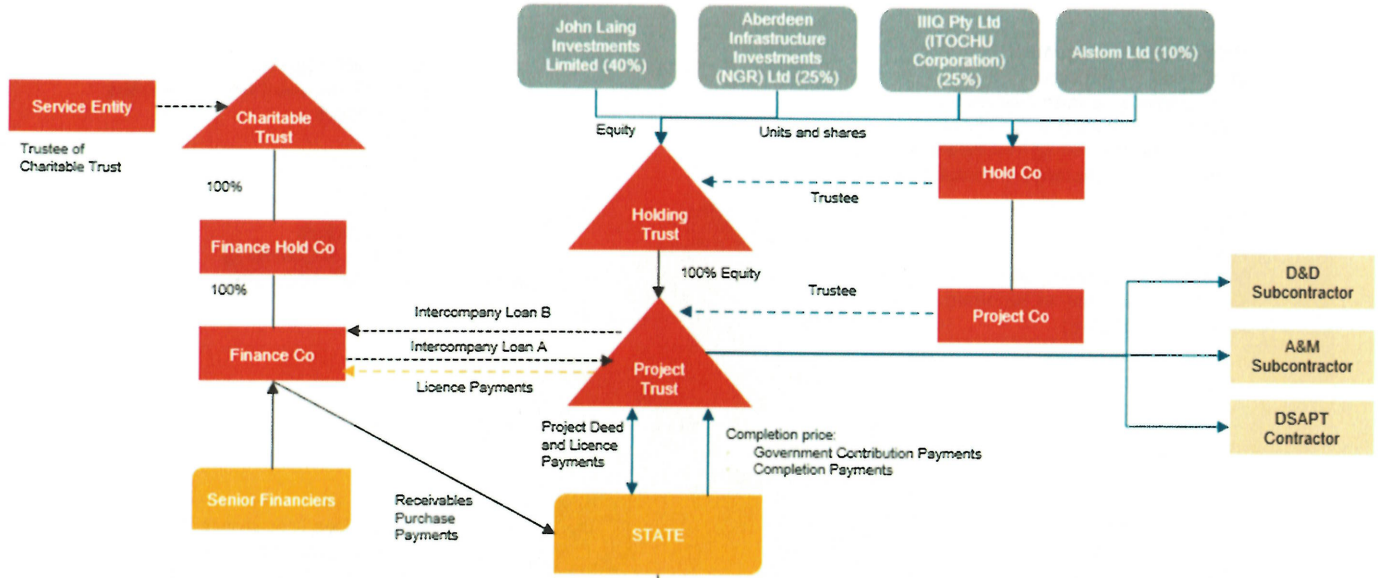 John Laing
Investments
Limited (40%)
Aberdeen
Infrastructure
Investments
(NGR) Ltd (25%)
IIIQ Pty Ltd
(ITOCHU
Corporation)
(25%)
Alstom Ltd (10%)
Service Entity
Trustee of
Charitable Trust
Charitable
Trust
Equity
Units and shares
100%
Hold Co
Trustee
Holding
Trust
Finance Hold Co
100%
100% Equity
Trustee
Project Co
D&D
Subcontractor
Intercompany Loan B
Finance Co
Intercompany Loan A
Licence Payments
Project
Trust
A&M
Subcontractor
DSAPT
Contractor
Project Deed
and Licence
Payments
Completion price:
Government Contribution Payments
Completion Payments
Senior Financiers
Receivables
Purchase
Payments
STATE